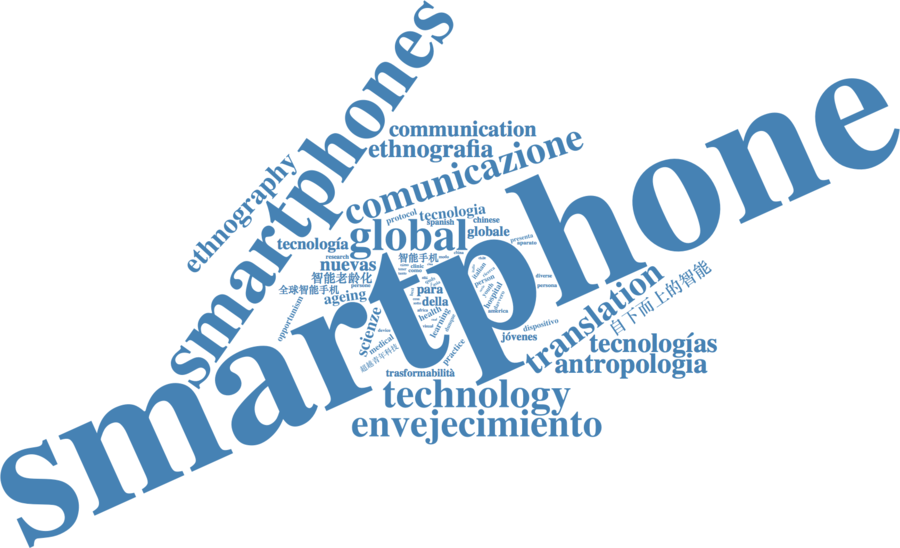 smartphones
communication
ethnografia
comunicazione
ethnography
smartphone
protocol
tecnologia
spanish
chinese
tecnología
global
globale
research
nuevas
智能手机
智能老龄化
全球智能手机
ageing
para
della
health
learning
opportunism
scienze
medical
超越青年科技
practice
trasformabilità
italian
person
hospital
américa
presenta
aparato
diverse
persona
dispositivo
jóvenes
translation
自下而上的智能
tecnologías
antropologia
technology
envejecimiento